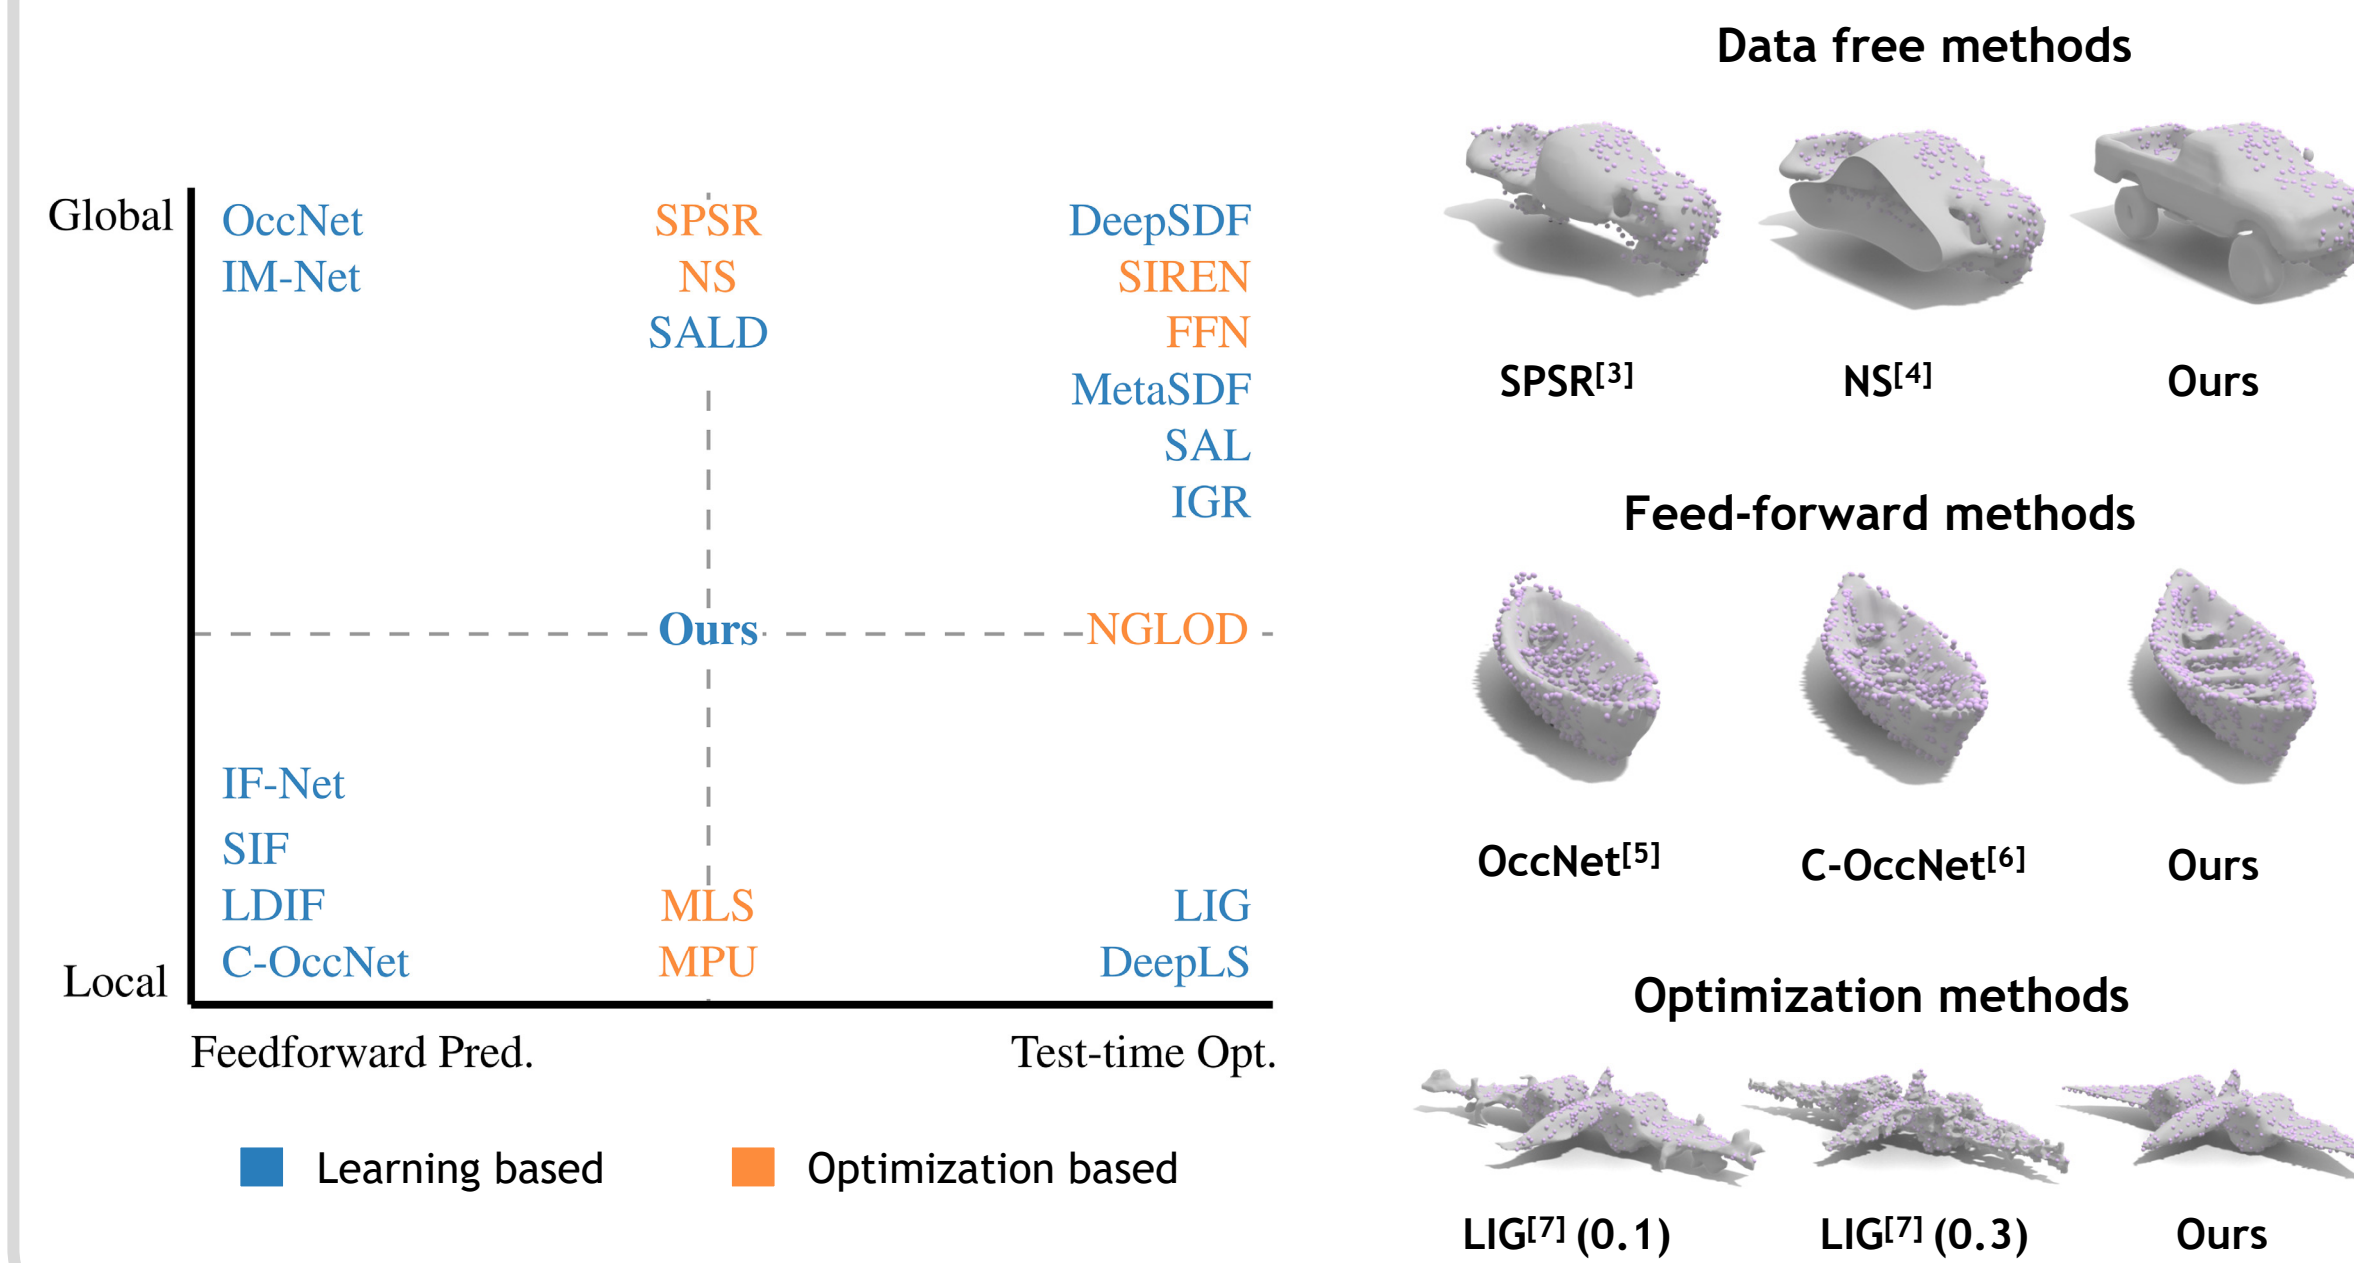 Global
OccNet SPSR DeepSDF
IM-Net NS SIREN
SALD FFN
MetaSDF
SAL
IGR
Ours NGLOD
IF-Net
SIF
LDIF MLS LIG
Local
C-OccNet MPU DeepLS
Feedforward Pred. Test-time Opt.
Learning based Optimization based
Data free methods
SPSR[3] NS[4] Ours
Feed-forward methods
OccNet[5] C-OccNet[6] Ours
Optimization methods
LIG[7] (0.1) LIG[7] (0.3) Ours